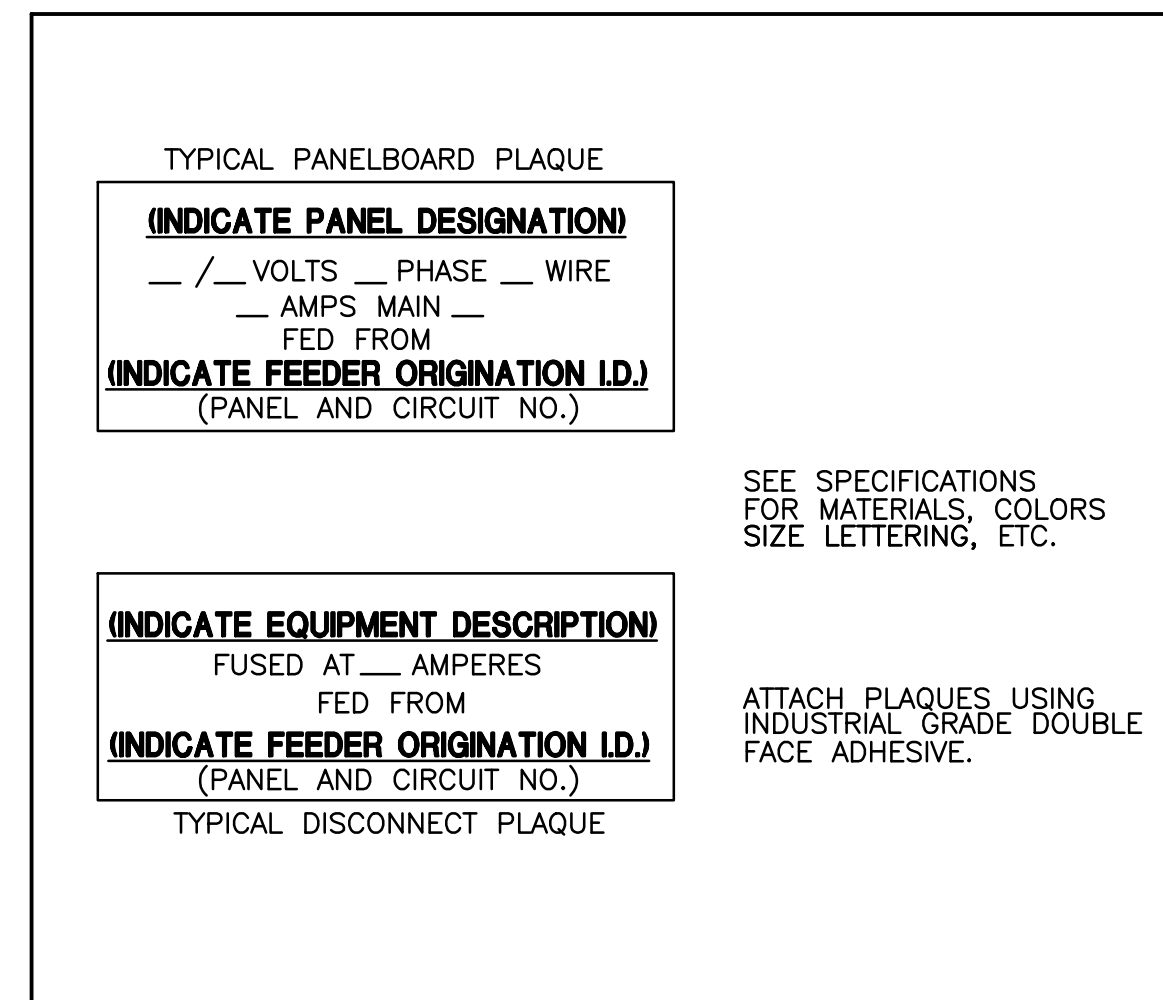 TYPICAL PANELBOARD PLAQUE
(INDICATE PANEL DESIGNATION)
__ /__ VOLTS __ PHASE __ WIRE
__ AMPS MAIN __
FED FROM
(INDICATE FEEDER ORIGINATION I.D.)
(PANEL AND CIRCUIT NO.)
SEE SPECIFICATIONS
FOR MATERIALS, COLORS
SIZE LETTERING, ETC.
(INDICATE EQUIPMENT DESCRIPTION)
FUSED AT __ AMPERES
FED FROM
(INDICATE FEEDER ORIGINATION I.D.)
(PANEL AND CIRCUIT NO.)
TYPICAL DISCONNECT PLAQUE
ATTACH PLAQUES USING
INDUSTRIAL GRADE DOUBLE
FACE ADHESIVE.